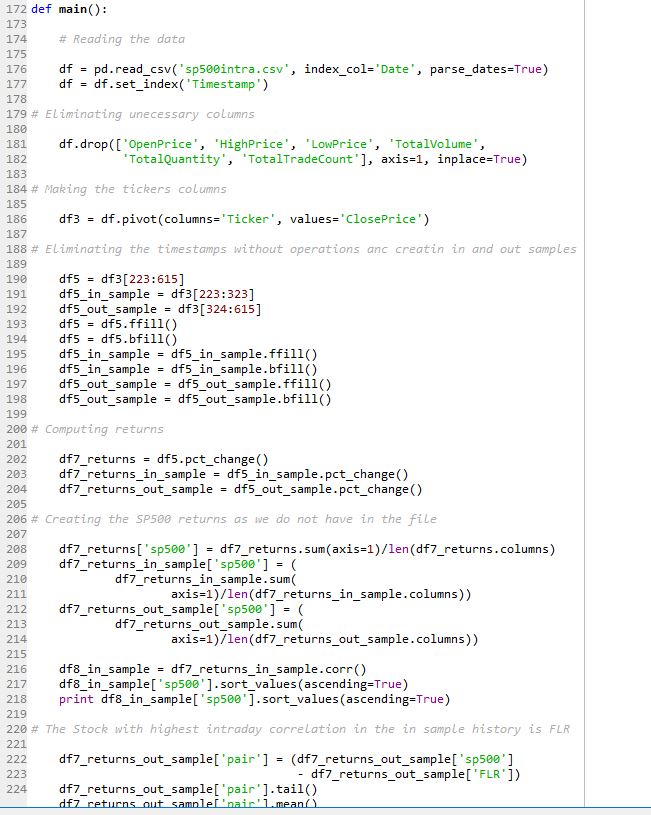 172 def main():
173
174     # Reading the data
175
176     df = pd.read_csv('sp500intra.csv', index_col='Date', parse_dates=True)
177     df = df.set_index('Timestamp')
178
179 # Eliminating unecessary columns
180
181     df.drop(['OpenPrice', 'HighPrice', 'LowPrice', 'TotalVolume',
182              'TotalQuantity', 'TotalTradeCount'], axis=1, inplace=True)
183
184 # Making the tickers columns
185
186     df3 = df.pivot(columns='Ticker', values='ClosePrice')
187
188 # Eliminating the timestamps without operations anc creatin in and out samples
189
190     df5 = df3[223:615]
191     df5_in_sample = df3[223:323]
192     df5_out_sample = df3[324:615]
193     df5 = df5.ffill()
194     df5 = df5.bfill()
195     df5_in_sample = df5_in_sample.ffill()
196     df5_in_sample = df5_in_sample.bfill()
197     df5_out_sample = df5_out_sample.ffill()
198     df5_out_sample = df5_out_sample.bfill()
199
200 # Computing returns
201
202     df7_returns = df5.pct_change()
203     df7_returns_in_sample = df5_in_sample.pct_change()
204     df7_returns_out_sample = df5_out_sample.pct_change()
205
206 # Creating the SP500 returns as we do not have in the file
207
208     df7_returns['sp500'] = df7_returns.sum(axis=1)/len(df7_returns.columns)
209     df7_returns_in_sample['sp500'] = (
210             df7_returns_in_sample.sum(
211                     axis=1)/len(df7_returns_in_sample.columns))
212     df7_returns_out_sample['sp500'] = (
213             df7_returns_out_sample.sum(
214                     axis=1)/len(df7_returns_out_sample.columns))
215
216     df8_in_sample = df7_returns_in_sample.corr()
217     df8_in_sample['sp500'].sort_values(ascending=True)
218     print df8_in_sample['sp500'].sort_values(ascending=True)
219
220 # The Stock with highest intraday correlation in the in sample history is FLR
221
222     df7_returns_out_sample['pair'] = (df7_returns_out_sample['sp500']
223                                       - df7_returns_out_sample['FLR'])
224     df7_returns_out_sample['pair'].tail()
    df7_returns_out_sample['pair'].mean()